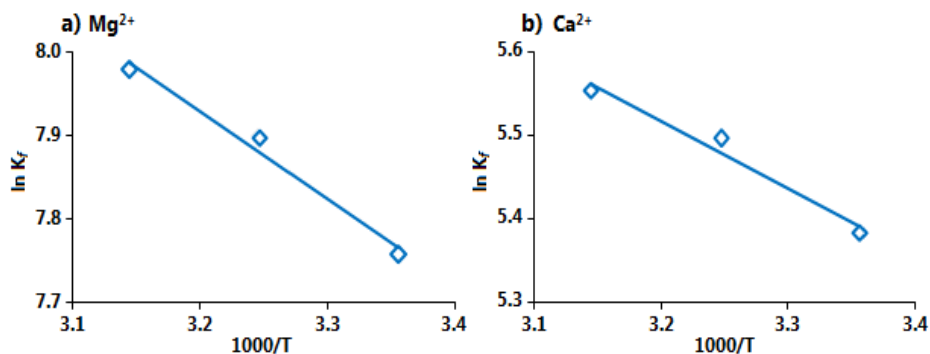 a) Mg²⁺
8.0
7.9
7.8
7.7
ln K𝑓
3.1 3.2 3.3 3.4
1000/T
b) Ca²⁺
5.6
5.5
5.4
5.3
ln K𝑓
3.1 3.2 3.3 3.4
1000/T